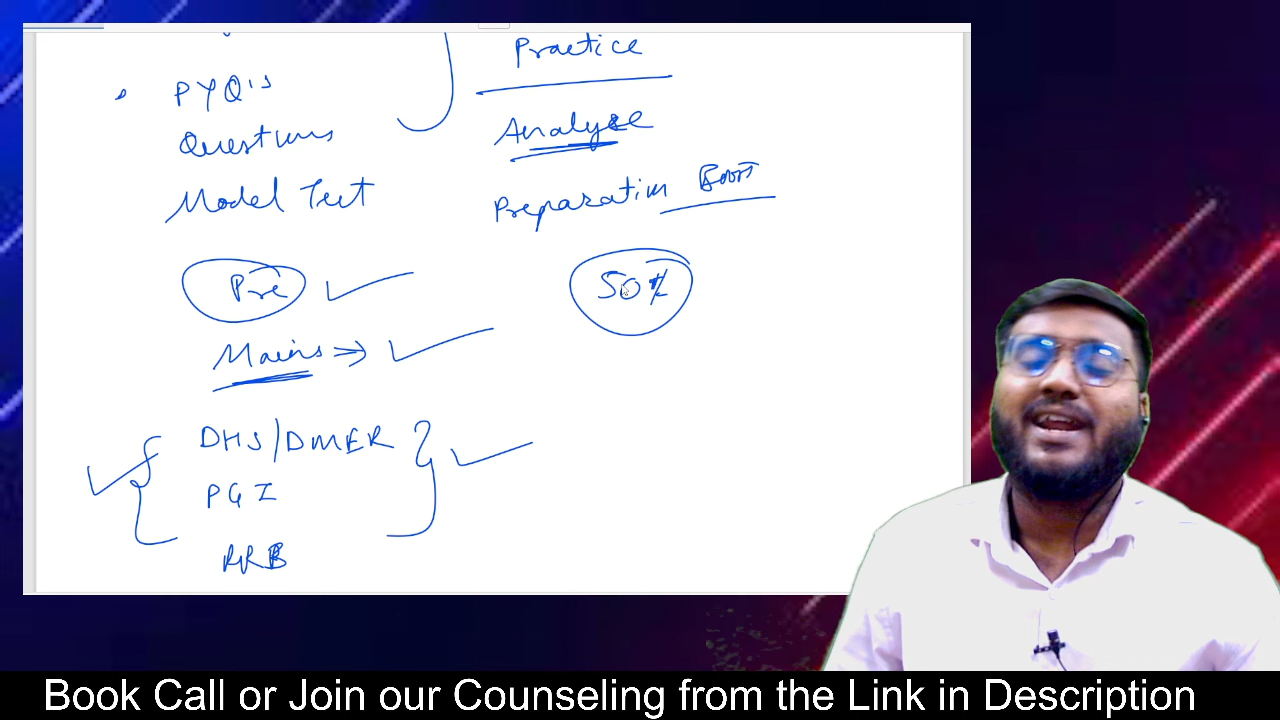 Practice
• PYQ's
Questions
Analyse
Model Test
Preparation Boost
Pre
50%
Mains ⇒
DHS/DMER
PGI
RRB
Book Call or Join our Counseling from the Link in Description